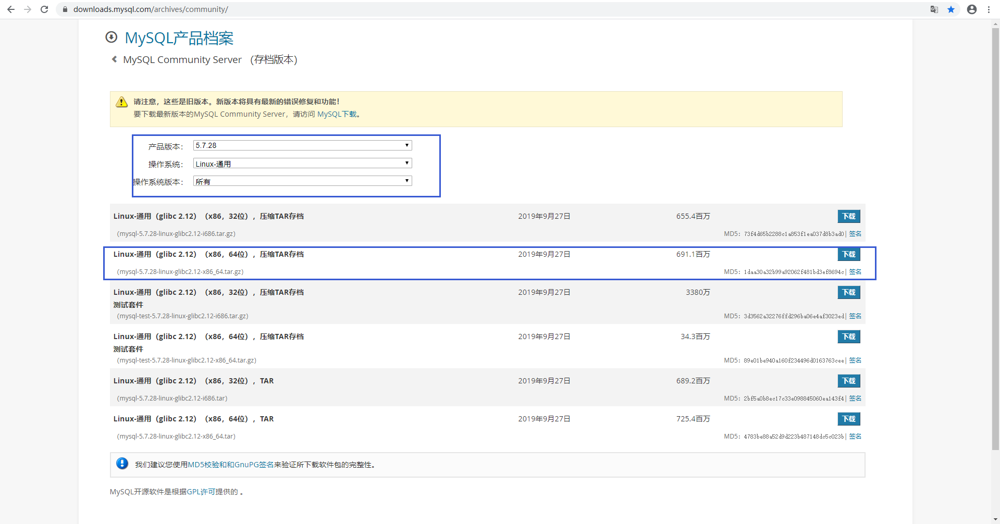 downloads.mysql.com/archives/community/
MySQL产品档案
MySQL Community Server （存档版本）
请注意，这些是旧版本。新版本将具有最新的错误修复和功能！
要下载最新版本的MySQL Community Server，请访问 MySQL下载。
产品版本： 5.7.28
操作系统： Linux-通用
操作系统版本： 所有
Linux-通用（glibc 2.12）（x86，32位），压缩TAR存档 2019年9月27日 655.4百万 下载
(mysql-5.7.28-linux-glibc2.12-i686.tar.gz) MD5： 73f4d65b2288c1a853f1ea037d8b3ad0 | 签名
Linux-通用（glibc 2.12）（x86，64位），压缩TAR存档 2019年9月27日 691.1百万 下载
(mysql-5.7.28-linux-glibc2.12-x86_64.tar.gz) MD5： 1daa30a32b99a92062f481bd3ef8694c | 签名
Linux-通用（glibc 2.12）（x86，32位），压缩TAR存档 2019年9月27日 3380万 下载
测试套件
(mysql-test-5.7.28-linux-glibc2.12-i686.tar.gz) MD5： 3d3562a32276ffd296ba06e4af3023ed | 签名
Linux-通用（glibc 2.12）（x86，64位），压缩TAR存档 2019年9月27日 34.3百万 下载
测试套件
(mysql-test-5.7.28-linux-glibc2.12-x86_64.tar.gz) MD5： 89e01be940a160f234496d0163763cee | 签名
Linux-通用（glibc 2.12）（x86，32位），TAR 2019年9月27日 689.2百万 下载
(mysql-5.7.28-linux-glibc2.12-i686.tar) MD5： 2bf5a0b8ec17c33e098845060ea143f4 | 签名
Linux-通用（glibc 2.12）（x86，64位），TAR 2019年9月27日 725.4百万 下载
(mysql-5.7.28-linux-glibc2.12-x86_64.tar) MD5： 4783be88a52d9d223b487148dc5c023b | 签名
我们建议您使用MD5校验和和GnuPG签名来验证所下载软件包的完整性。
MySQL开源软件是根据GPL许可提供的 。